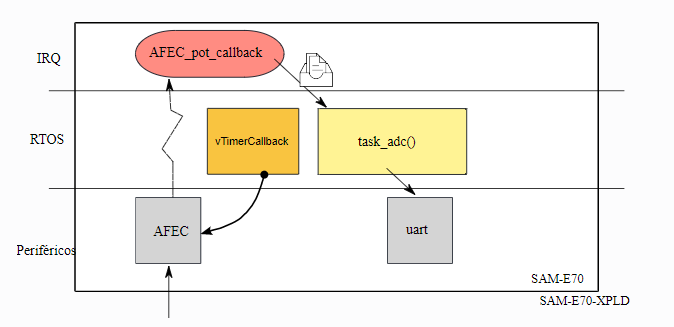 IRQ
AFEC_pot_callback
RTOS
vTimerCallback
task_adc()
Periféricos
AFEC
uart
SAM-E70
SAM-E70-XPLD